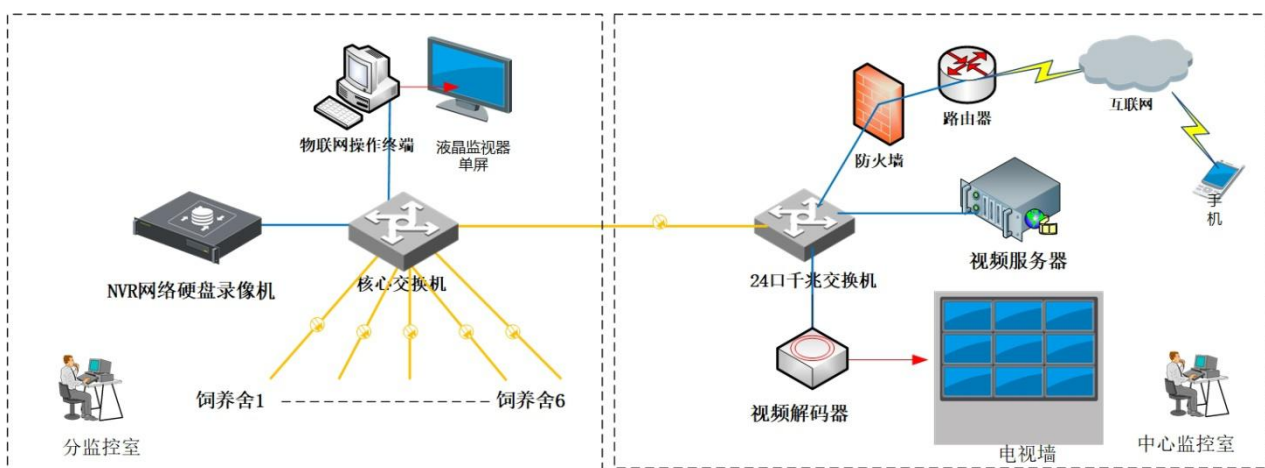 物联网操作终端
液晶监视器
单屏
NVR网络硬盘录像机
核心交换机
饲养舍1
饲养舍6
分监控室
防火墙
路由器
互联网
手机
24口千兆交换机
视频服务器
视频解码器
电视墙
中心监控室